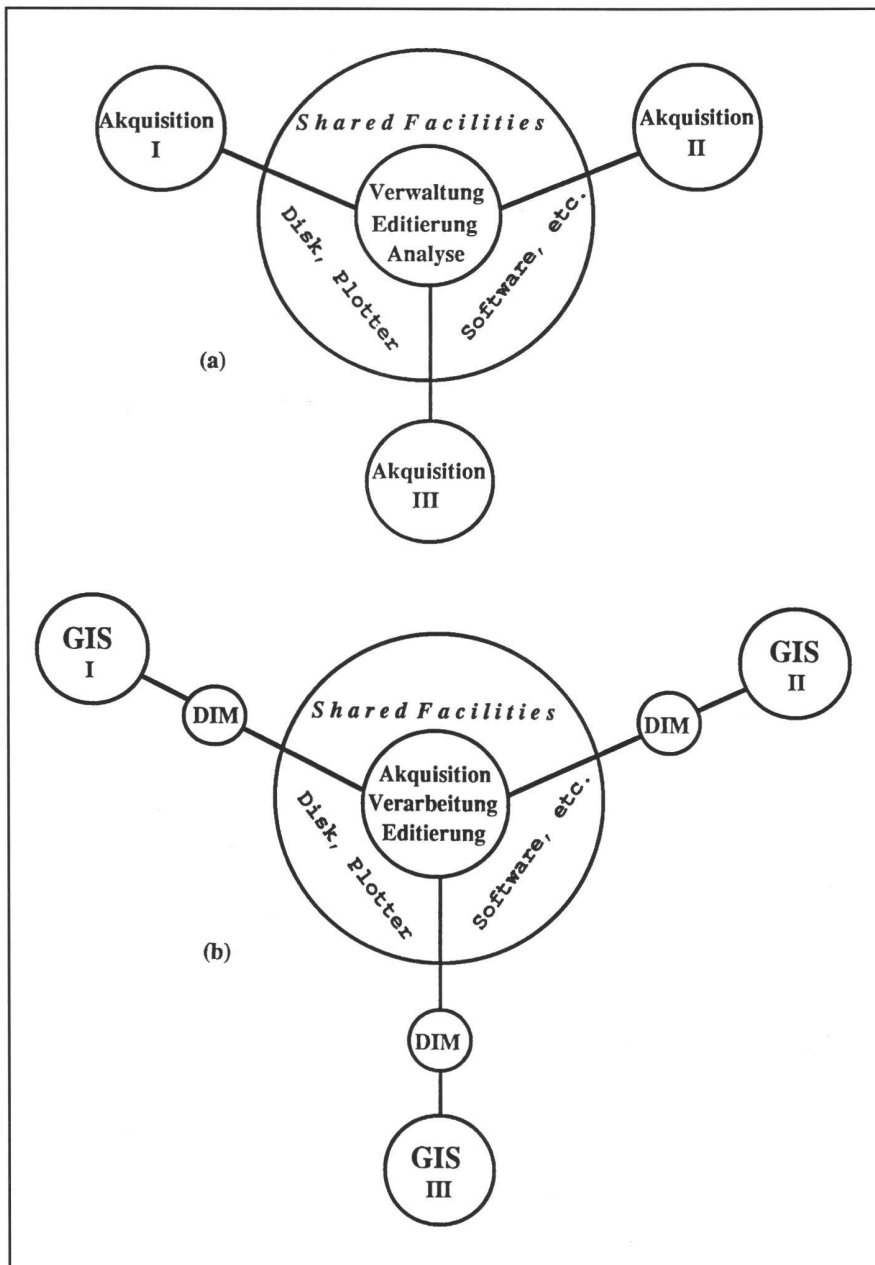 Akquisition
I
Shared Facilities
Akquisition
II
Verwaltung
Editierung
Analyse
Disk, Plotter
Software, etc.
(a)
Akquisition
III
GIS
I
DIM
Shared Facilities
DIM
GIS
II
Akquisition
Verarbeitung
Editierung
Disk, Plotter
Software, etc.
(b)
DIM
GIS
III